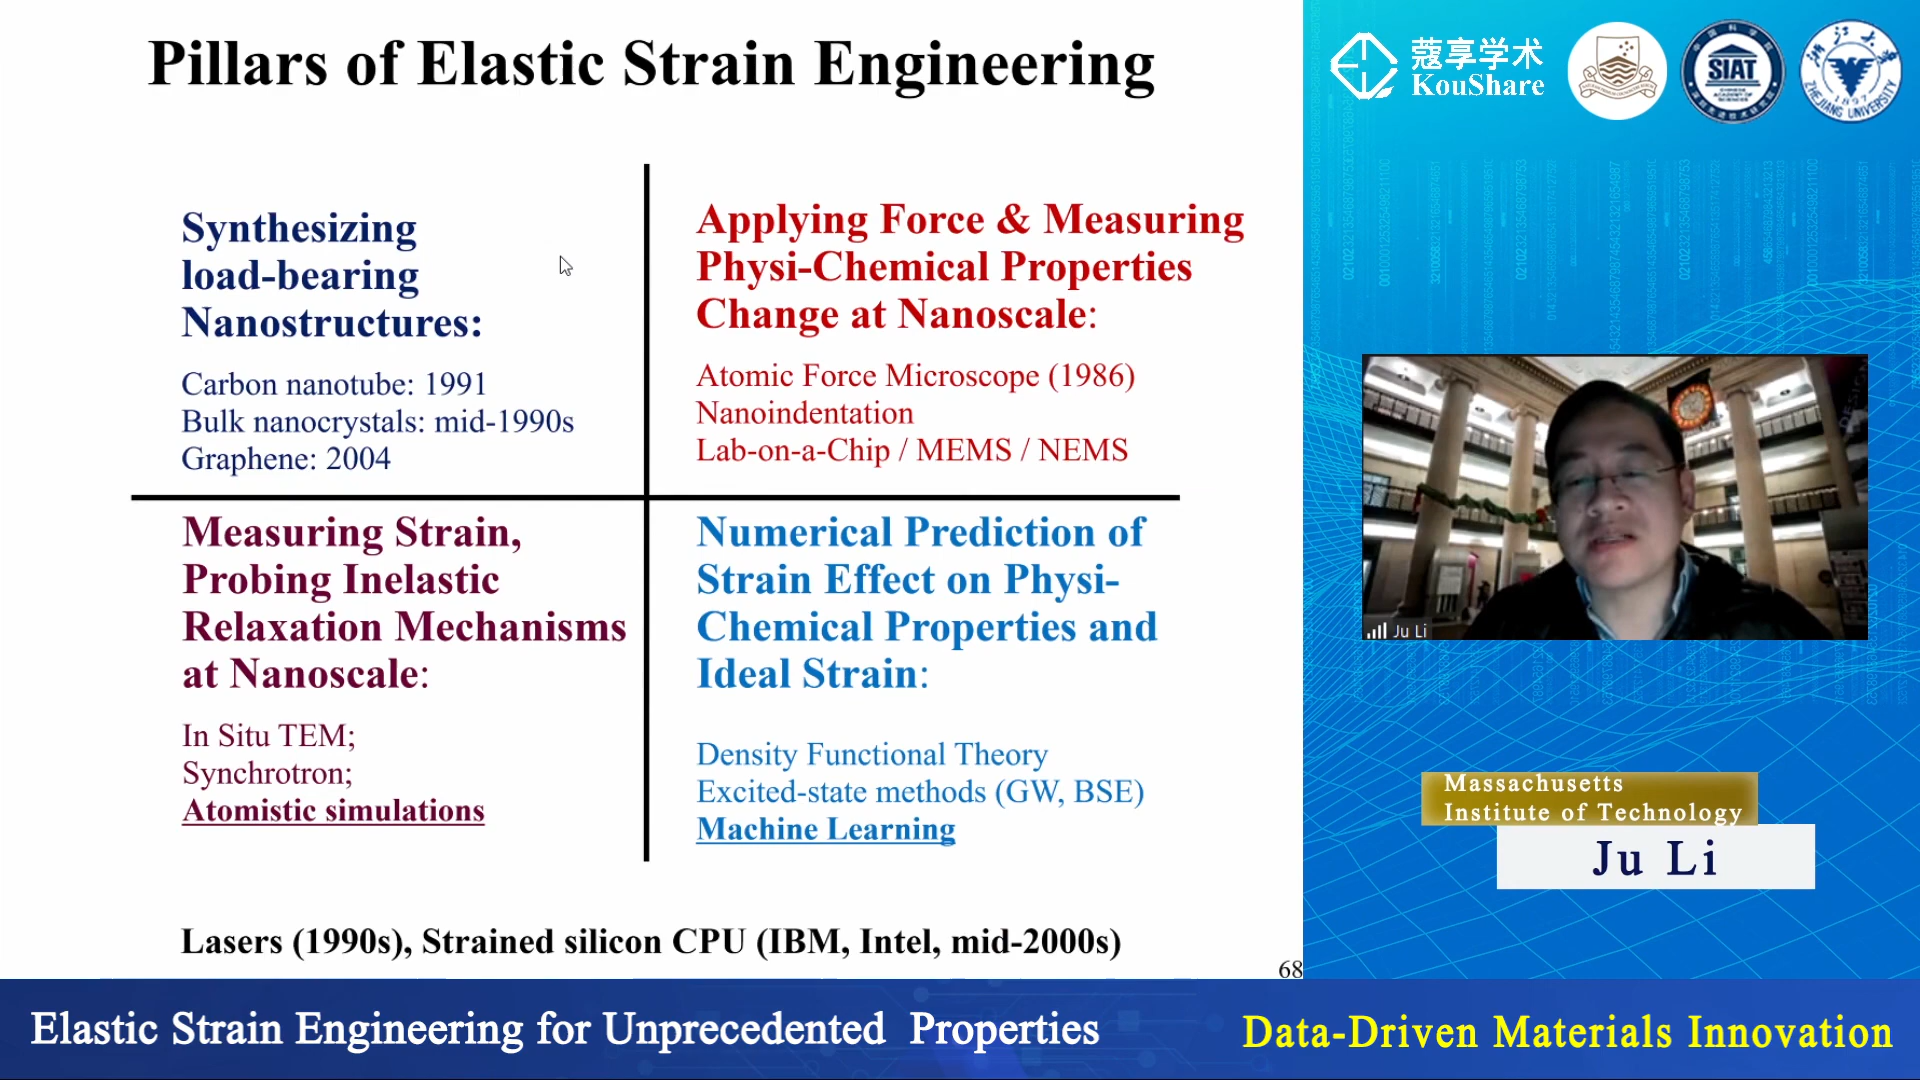 Pillars of Elastic Strain Engineering
Synthesizing
load-bearing
Nanostructures:
Carbon nanotube: 1991
Bulk nanocrystals: mid-1990s
Graphene: 2004
Applying Force & Measuring
Physi-Chemical Properties
Change at Nanoscale:
Atomic Force Microscope (1986)
Nanoindentation
Lab-on-a-Chip / MEMS / NEMS
Measuring Strain,
Probing Inelastic
Relaxation Mechanisms
at Nanoscale:
In Situ TEM;
Synchrotron;
Atomistic simulations
Numerical Prediction of
Strain Effect on Physi-
Chemical Properties and
Ideal Strain:
Density Functional Theory
Excited-state methods (GW, BSE)
Machine Learning
Lasers (1990s), Strained silicon CPU (IBM, Intel, mid-2000s)
68
蔻享学术
KouShare
SIAT
ZHEJIANG UNIVERSITY
1897
Ju Li
Massachusetts
Institute of Technology
Ju Li
Elastic Strain Engineering for Unprecedented Properties
Data-Driven Materials Innovation